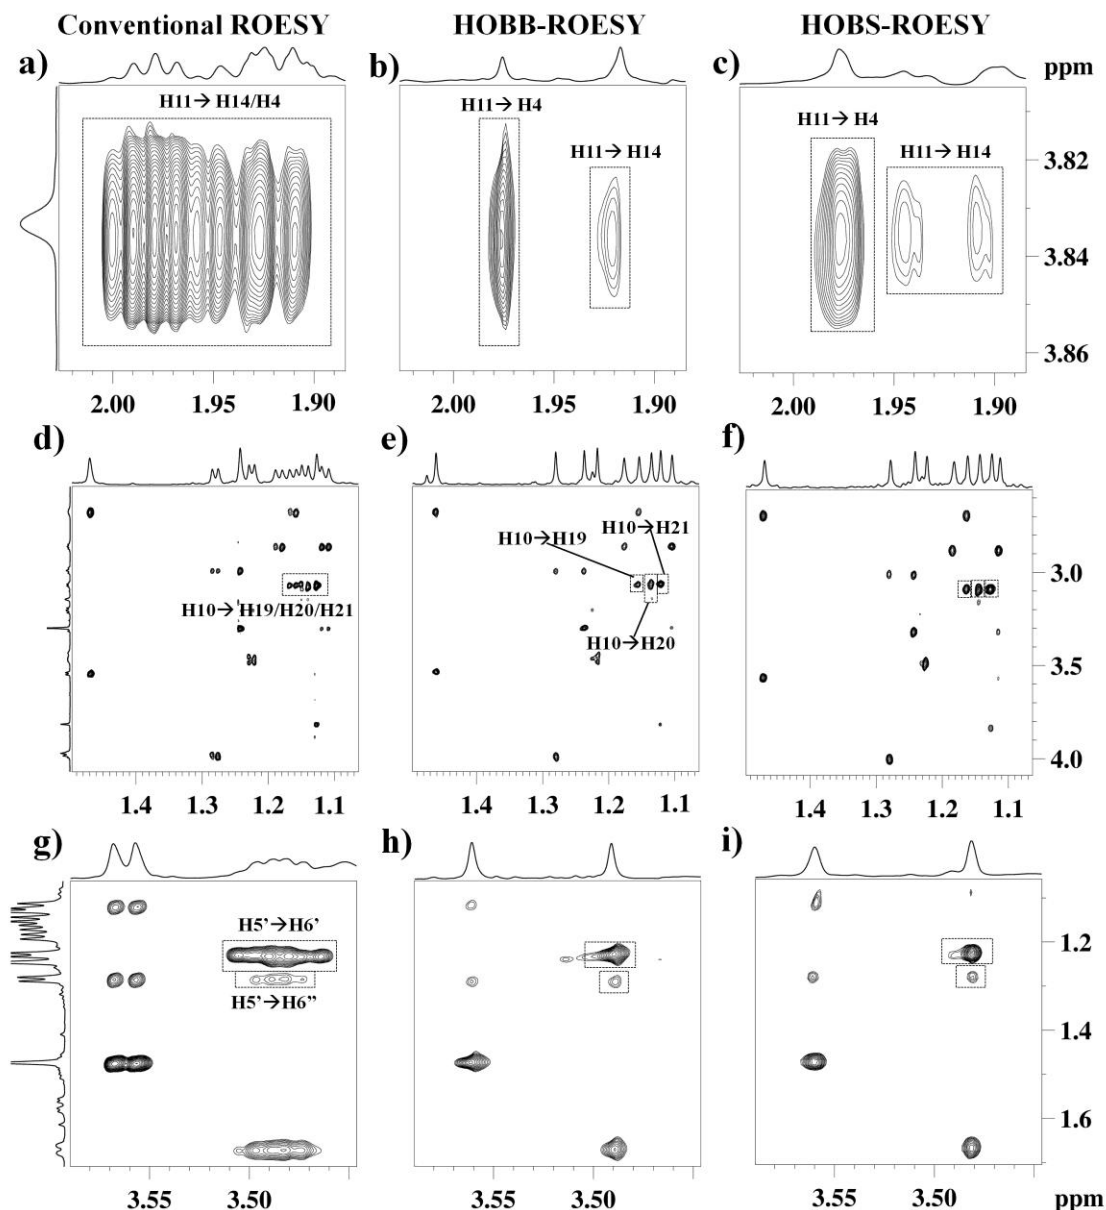 Conventional ROESY HOBB-ROESY HOBS-ROESY
a) b) c) ppm
H11→H14/H4 H11→H4 H11→H14 H11→H4 H11→H14
3.82
3.84
3.86
2.00 1.95 1.90 2.00 1.95 1.90 2.00 1.95 1.90
d) e) f)
H10→H19/H20/H21 H10→H19 H10→H21 H10→H20
3.0
3.5
4.0
1.4 1.3 1.2 1.1 1.4 1.3 1.2 1.1 1.4 1.3 1.2 1.1
g) h) i)
H5’→H6’
H5’→H6”
1.2
1.4
1.6
3.55 3.50 3.55 3.50 3.55 3.50 ppm